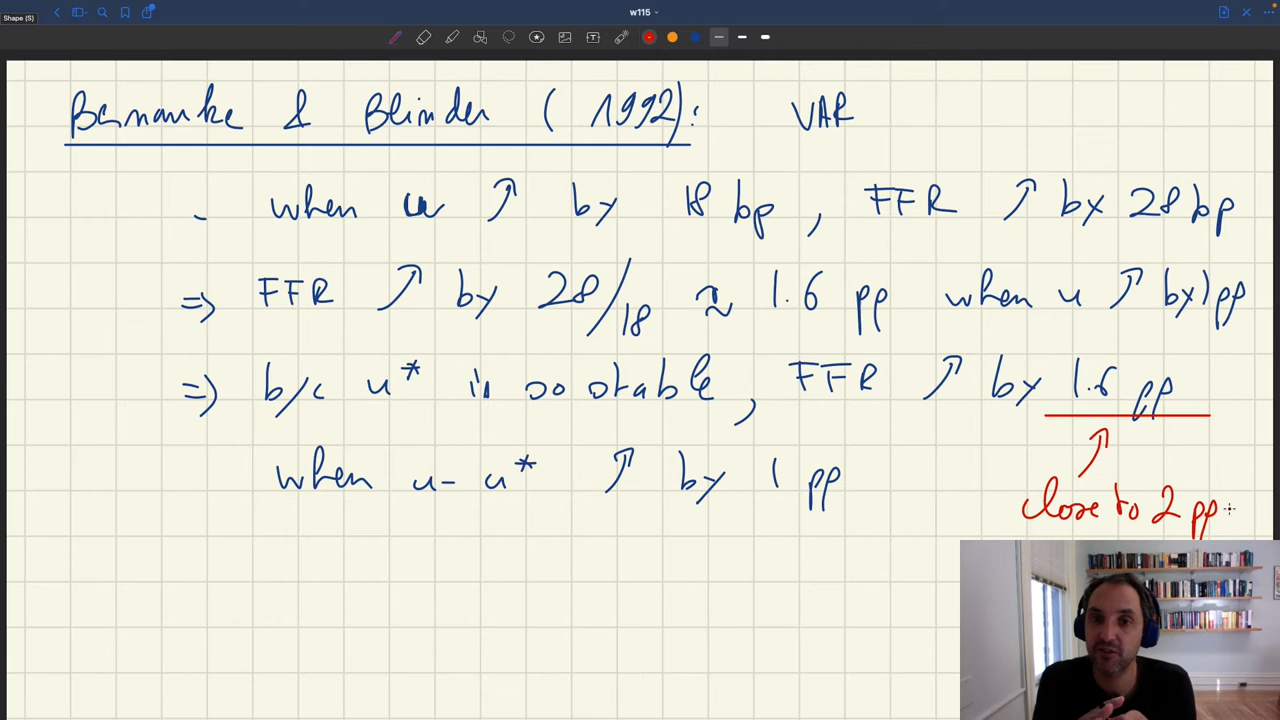 Shape (S)
w115
Bernanke & Blinder (1992): VAR
- when u ↗ by 18 bp, FFR ↗ by 28 bp
=> FFR ↗ by 28/18 ≈ 1.6 pp when u ↗ by 1 pp
=> b/c u* is so stable, FFR ↗ by 1.6 pp
when u - u* ↗ by 1 pp
close to 2 pp